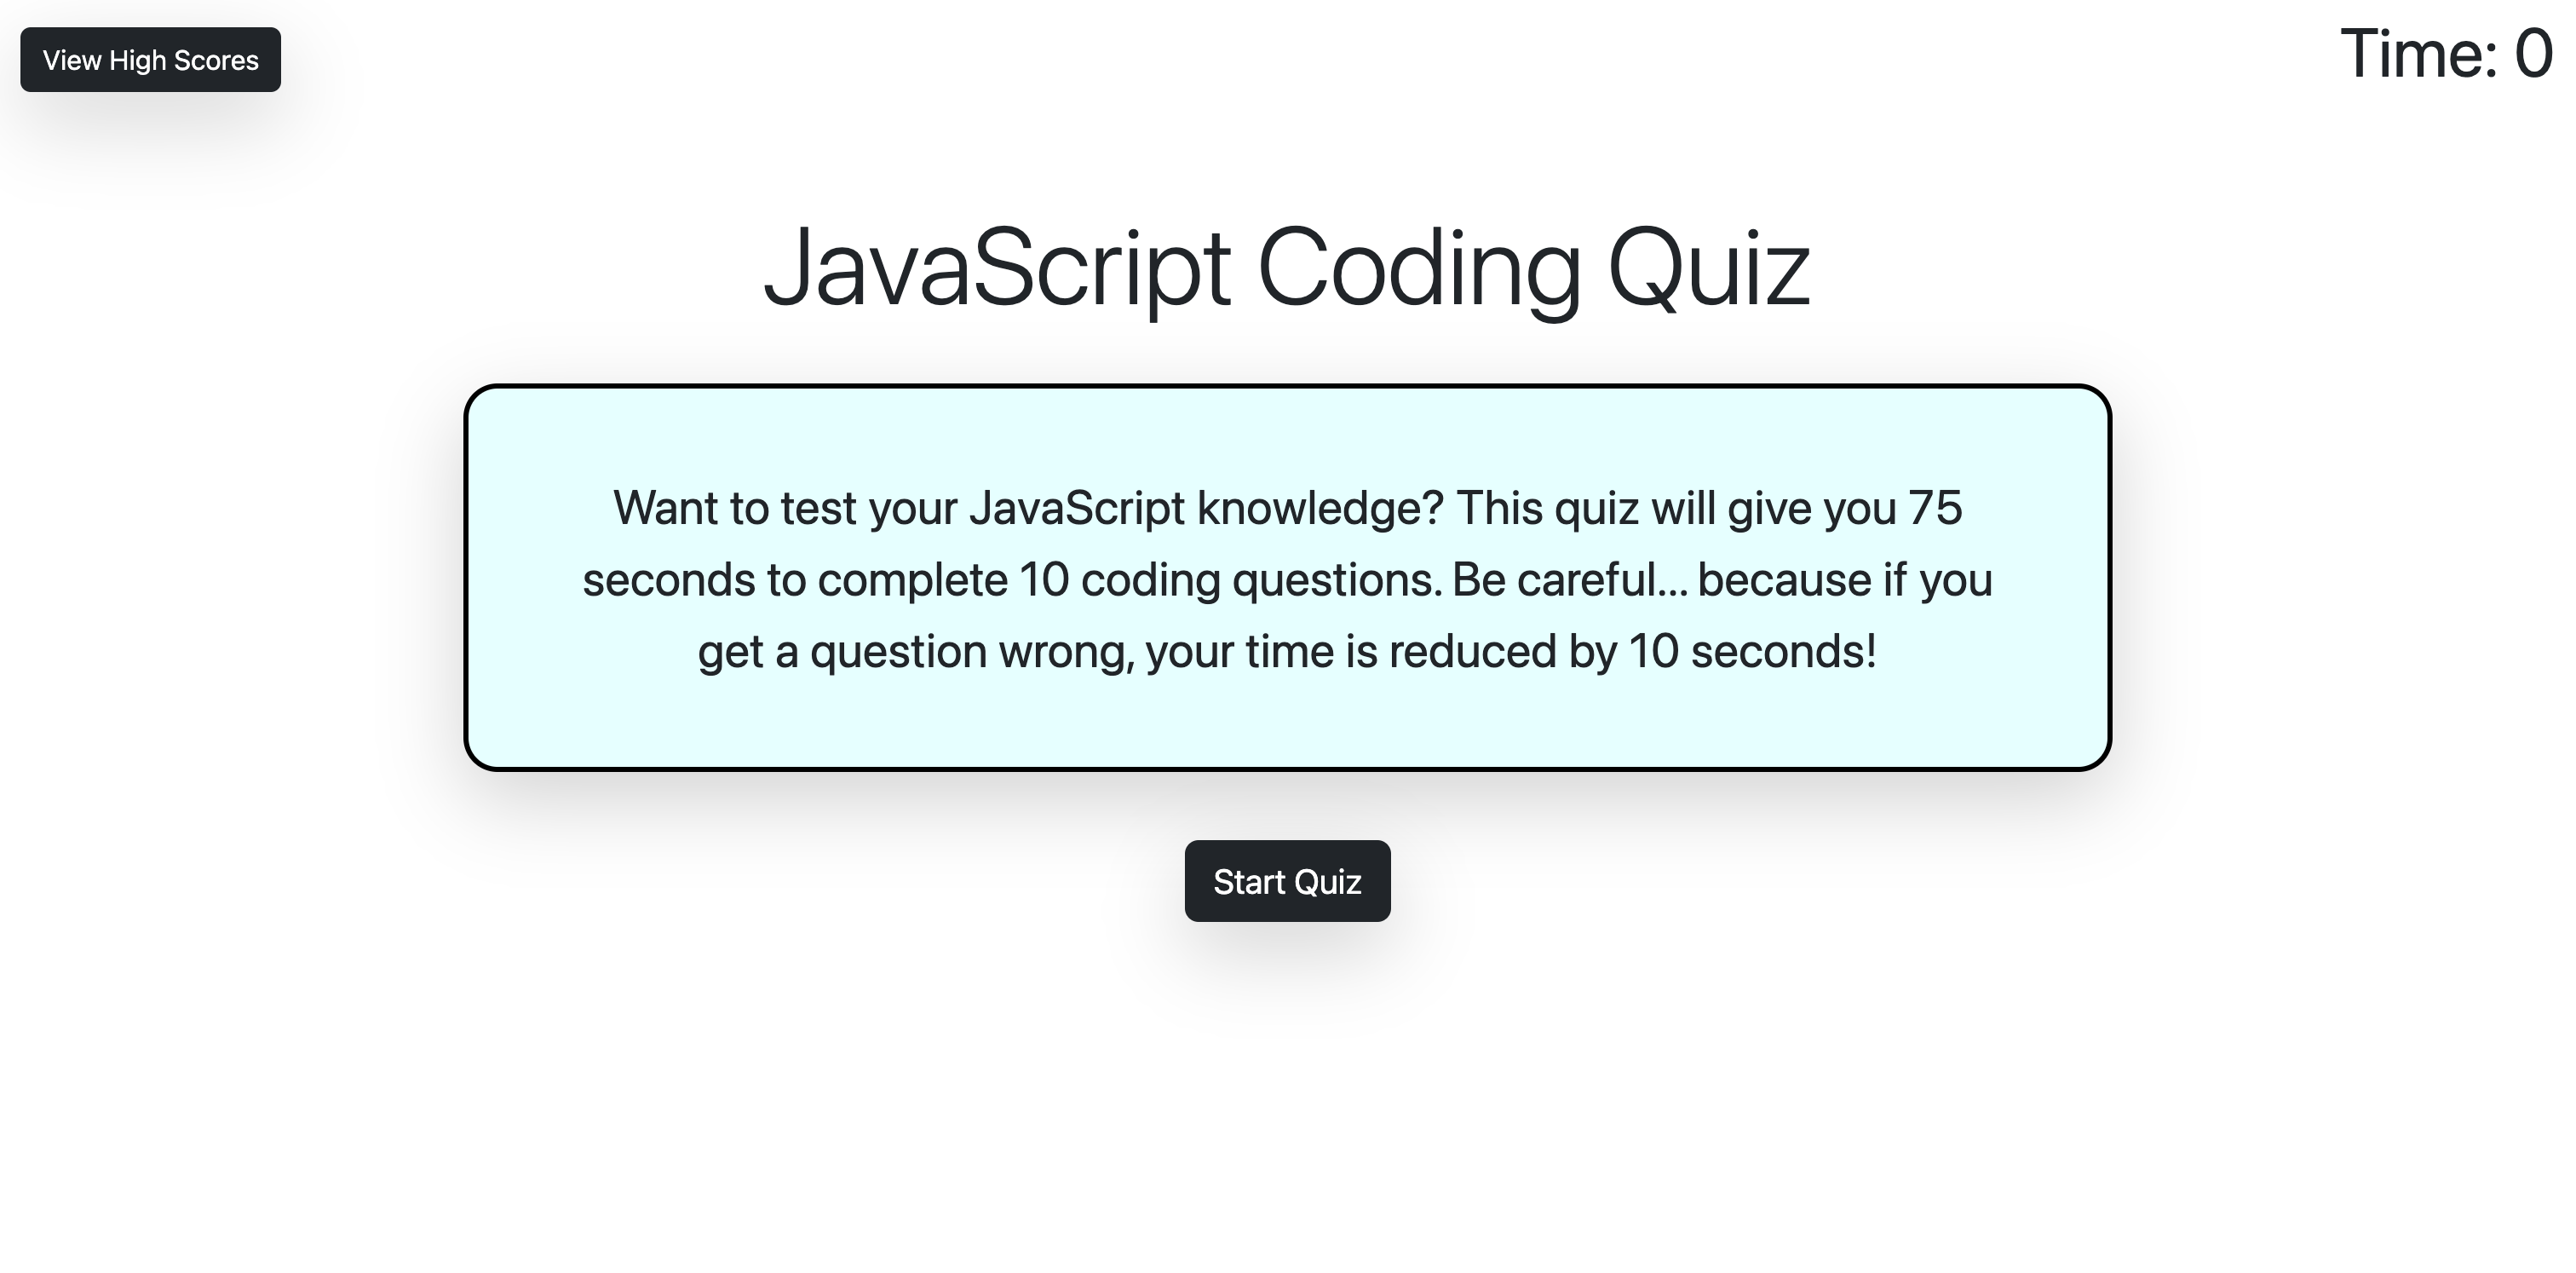 View High Scores
Time: 0
JavaScript Coding Quiz
Want to test your JavaScript knowledge? This quiz will give you 75
seconds to complete 10 coding questions. Be careful... because if you
get a question wrong, your time is reduced by 10 seconds!
Start Quiz